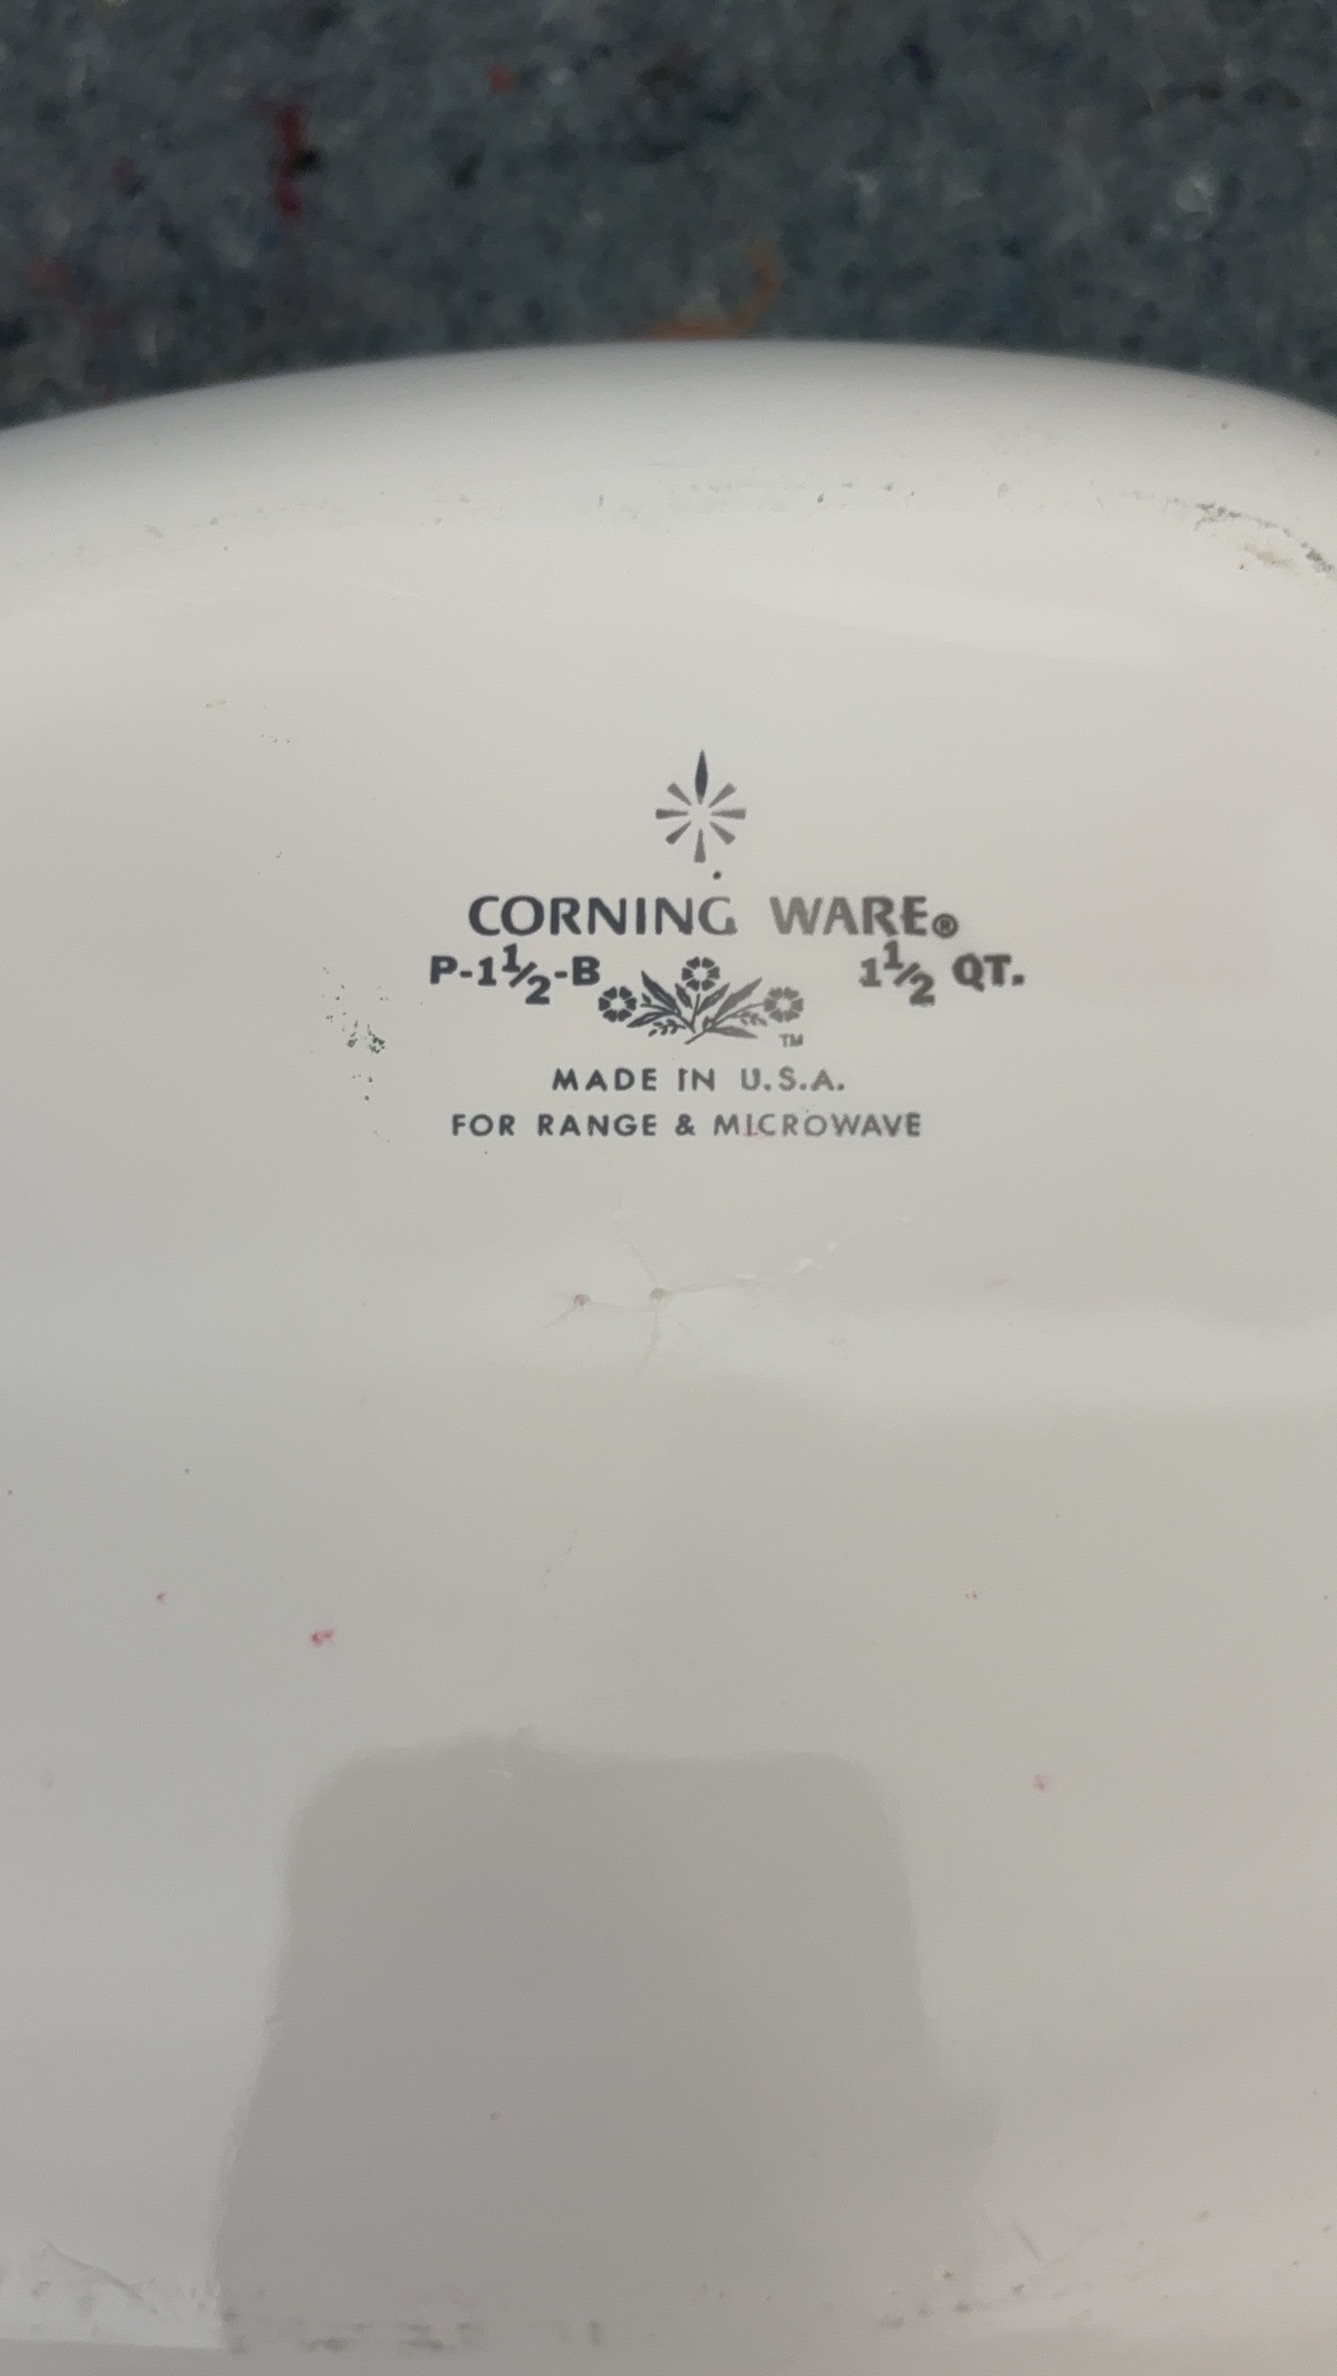 CORNING WARE®
P-1½-B 1½ QT.
TM
MADE IN U.S.A.
FOR RANGE & MICROWAVE